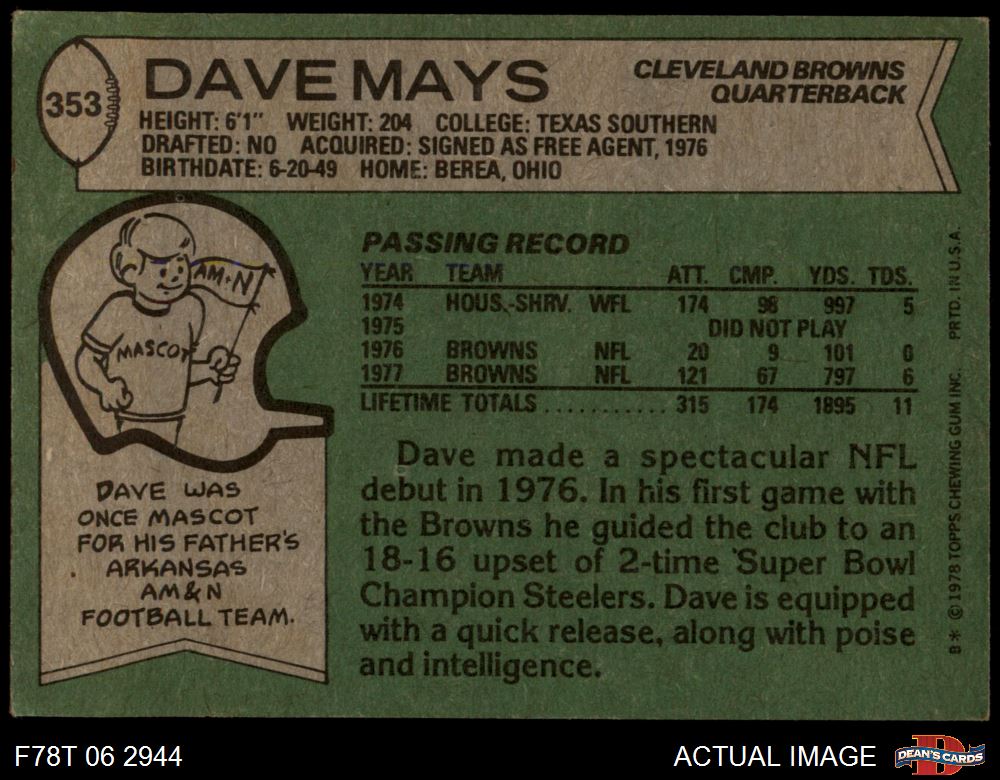 353
DAVE MAYS
CLEVELAND BROWNS
QUARTERBACK
HEIGHT: 6'1" WEIGHT: 204 COLLEGE: TEXAS SOUTHERN
DRAFTED: NO ACQUIRED: SIGNED AS FREE AGENT, 1976
BIRTHDATE: 6-20-49 HOME: BEREA, OHIO
AM+N
MASCOT
DAVE WAS
ONCE MASCOT
FOR HIS FATHER'S
ARKANSAS
AM&N
FOOTBALL TEAM.
PASSING RECORD
YEAR TEAM ATT. CMP. YDS. TDS.
1974 HOUS.-SHRV. WFL 174 98 997 5
1975 DID NOT PLAY
1976 BROWNS NFL 20 9 101 0
1977 BROWNS NFL 121 67 797 6
LIFETIME TOTALS ........... 315 174 1895 11
Dave made a spectacular NFL
debut in 1976. In his first game with
the Browns he guided the club to an
18-16 upset of 2-time Super Bowl
Champion Steelers. Dave is equipped
with a quick release, along with poise
and intelligence.
B* © 1978 TOPPS CHEWING GUM INC. PRTD. IN U.S.A.
F78T 06 2944
ACTUAL IMAGE
D
DEAN'S CARDS